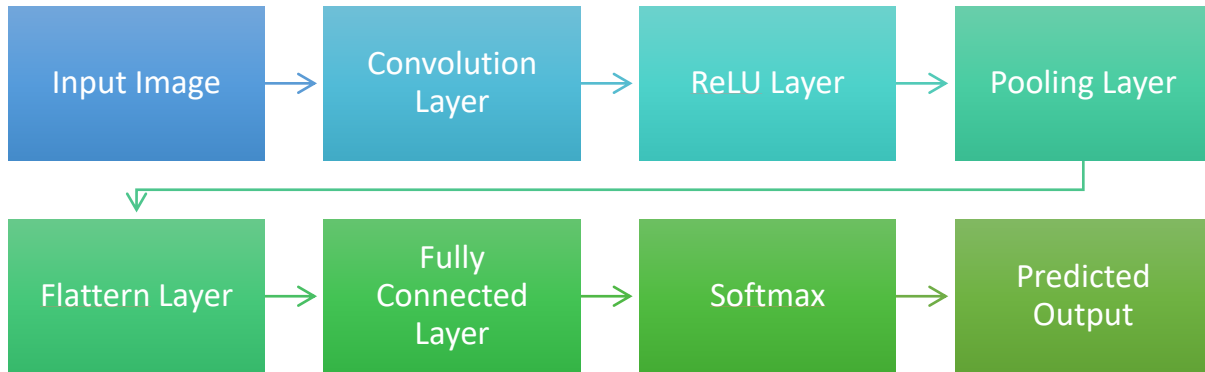 Input Image
Convolution
Layer
ReLU Layer
Pooling Layer
Flattern Layer
Fully
Connected
Layer
Softmax
Predicted
Output